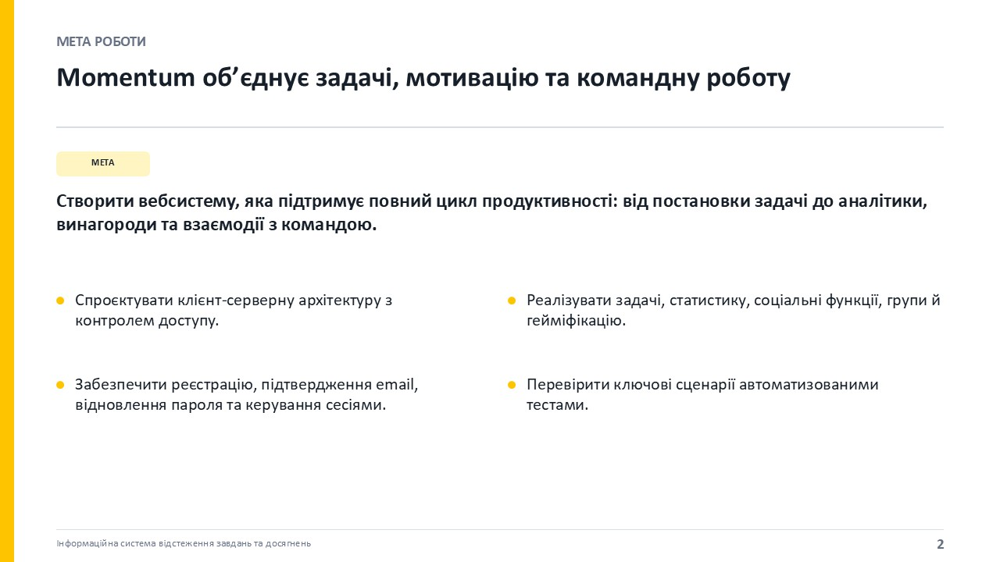 МЕТА РОБОТИ
Momentum об’єднує задачі, мотивацію та командну роботу
МЕТА
Створити вебсистему, яка підтримує повний цикл продуктивності: від постановки задачі до аналітики,
винагороди та взаємодії з командою.
Спроєктувати клієнт-серверну архітектуру з
контролем доступу.
Реалізувати задачі, статистику, соціальні функції, групи й
гейміфікацію.
Забезпечити реєстрацію, підтвердження email,
відновлення пароля та керування сесіями.
Перевірити ключові сценарії автоматизованими
тестами.
Інформаційна система відстеження завдань та досягнень
2